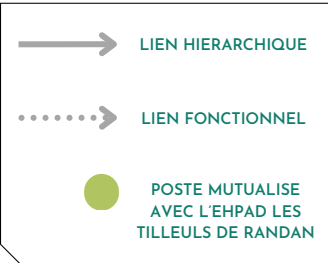 LIEN HIERARCHIQUE
LIEN FONCTIONNEL
POSTE MUTUALISE
AVEC L'EHPAD LES
TILLEULS DE RANDAN